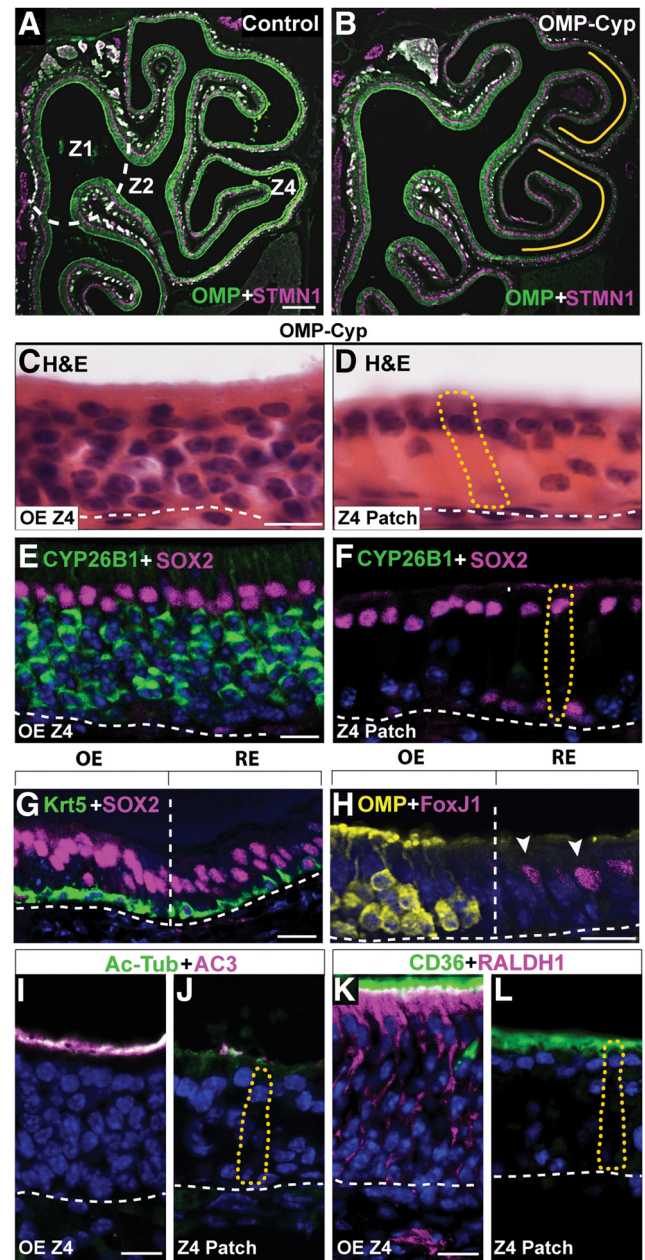 A Control
Z1
Z2
Z4
OMP+STMN1
B OMP-Cyp
OMP+STMN1
OMP-Cyp
C H&E
OE Z4
D H&E
Z4 Patch
E CYP26B1+SOX2
OE Z4
F CYP26B1+SOX2
Z4 Patch
OE RE
OE RE
G Krt5+SOX2
H OMP+FoxJ1
Ac-Tub+AC3
CD36+RALDH1
I
OE Z4
J
Z4 Patch
K
OE Z4
L
Z4 Patch